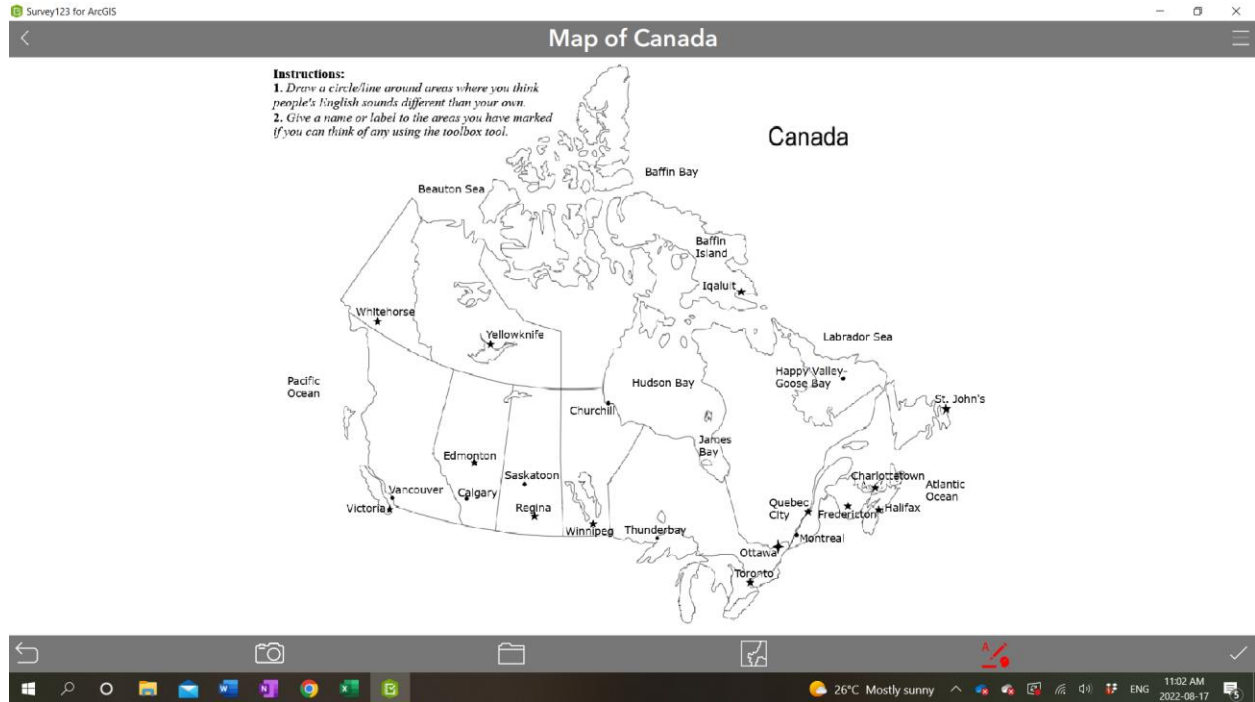 Survey123 for ArcGIS
Map of Canada
Instructions:
1. Draw a circle/line around areas where you think
people's English sounds different than your own.
2. Give a name or label to the areas you have marked
if you can think of any using the toolbox tool.
Canada
Baffin Bay
Beauton Sea
Baffin
Island
Iqaluit
Whitehorse
Yellowknife
Labrador Sea
Pacific
Ocean
Hudson Bay
Happy Valley-
Goose Bay
St. John's
Churchill
James
Bay
Edmonton
Saskatoon
Charlottetown
Atlantic
Ocean
Vancouver
Calgary
Victoria
Regina
Quebec
City
Fredericton
Halifax
Winnipeg
Thunderbay
Montreal
Ottawa
Toronto
A
26°C Mostly sunny
ENG
11:02 AM
2022-08-17
5